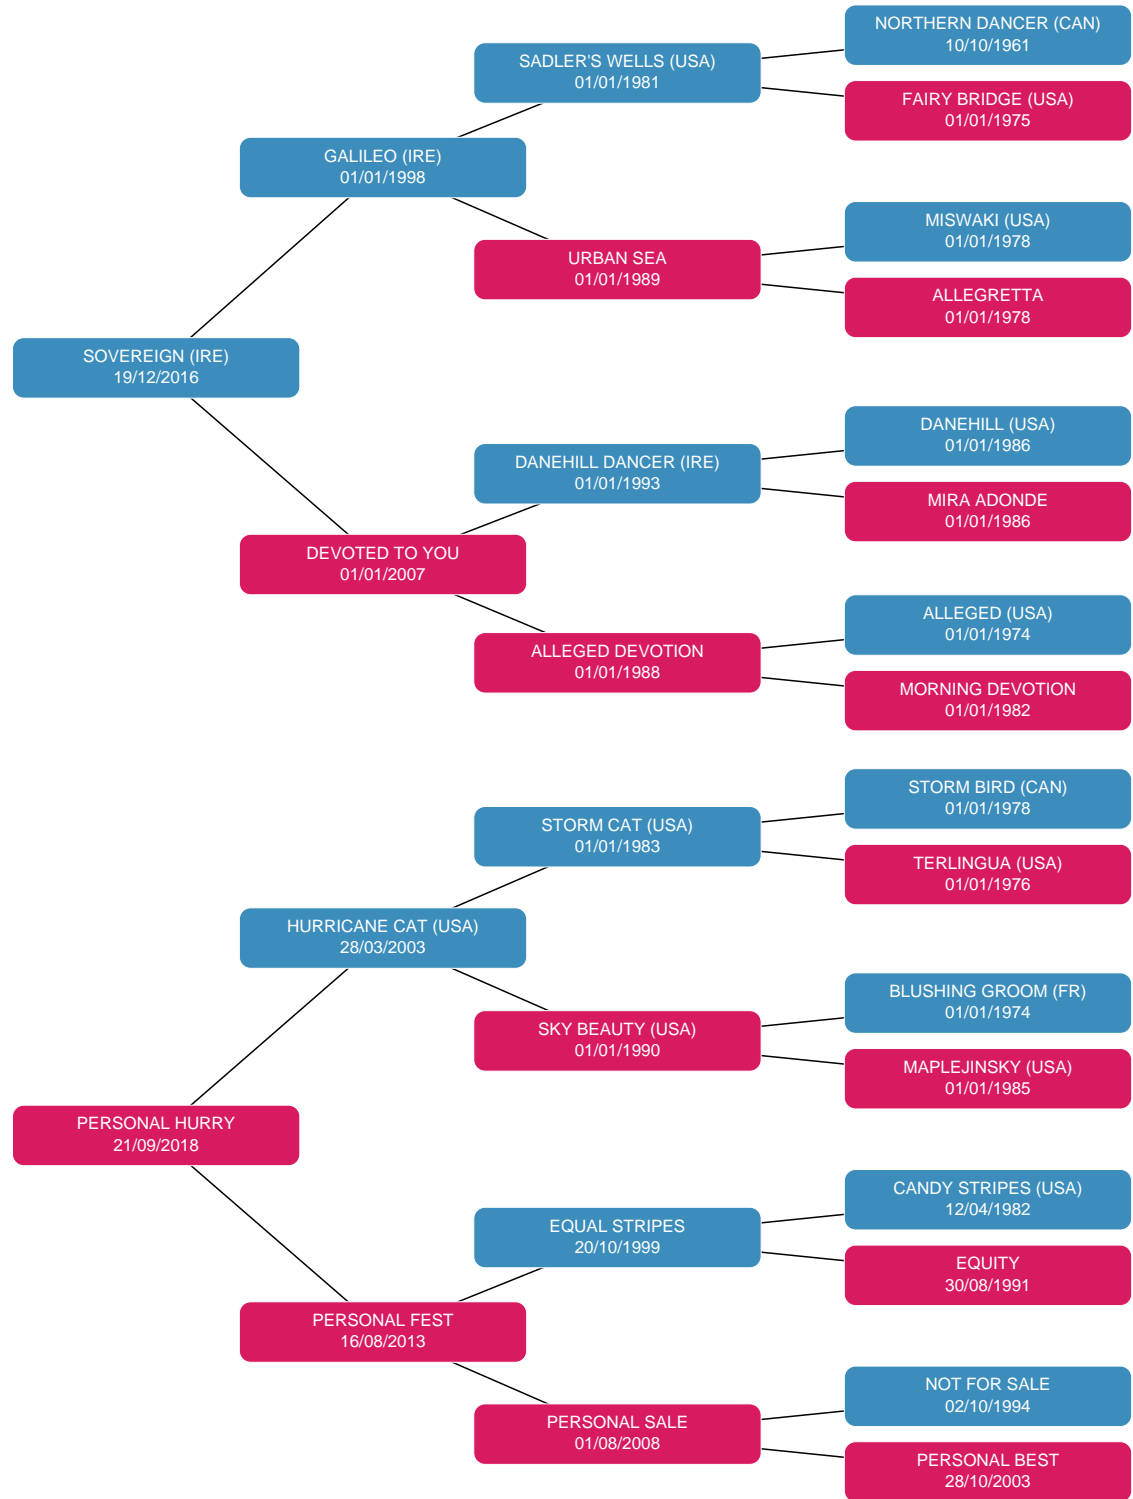 NORTHERN DANCER (CAN)
10/10/1961
SADLER'S WELLS (USA)
01/01/1981
FAIRY BRIDGE (USA)
01/01/1975
GALILEO (IRE)
01/01/1998
MISWAKI (USA)
01/01/1978
URBAN SEA
01/01/1989
ALLEGRETTA
01/01/1978
SOVEREIGN (IRE)
19/12/2016
DANEHILL (USA)
01/01/1986
DANEHILL DANCER (IRE)
01/01/1993
MIRA ADONDE
01/01/1986
DEVOTED TO YOU
01/01/2007
ALLEGED (USA)
01/01/1974
ALLEGED DEVOTION
01/01/1988
MORNING DEVOTION
01/01/1982
STORM BIRD (CAN)
01/01/1978
STORM CAT (USA)
01/01/1983
TERLINGUA (USA)
01/01/1976
HURRICANE CAT (USA)
28/03/2003
BLUSHING GROOM (FR)
01/01/1974
SKY BEAUTY (USA)
01/01/1990
MAPLEJINSKY (USA)
01/01/1985
PERSONAL HURRY
21/09/2018
CANDY STRIPES (USA)
12/04/1982
EQUAL STRIPES
20/10/1999
EQUITY
30/08/1991
PERSONAL FEST
16/08/2013
NOT FOR SALE
02/10/1994
PERSONAL SALE
01/08/2008
PERSONAL BEST
28/10/2003